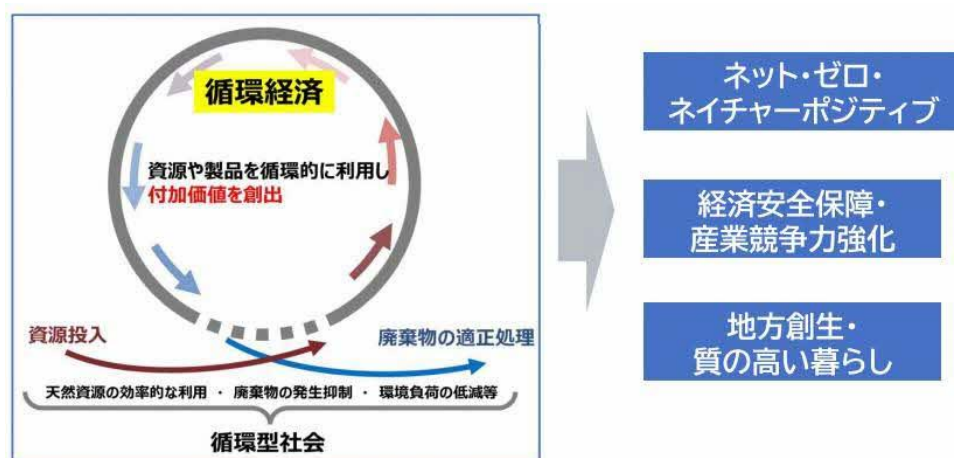 循環経済
資源や製品を循環的に利用し
付加価値を創出
資源投入
廃棄物の適正処理
天然資源の効率的な利用 ・ 廃棄物の発生抑制 ・ 環境負荷の低減等
循環型社会
ネット・ゼロ・
ネイチャーポジティブ
経済安全保障・
産業競争力強化
地方創生・
質の高い暮らし